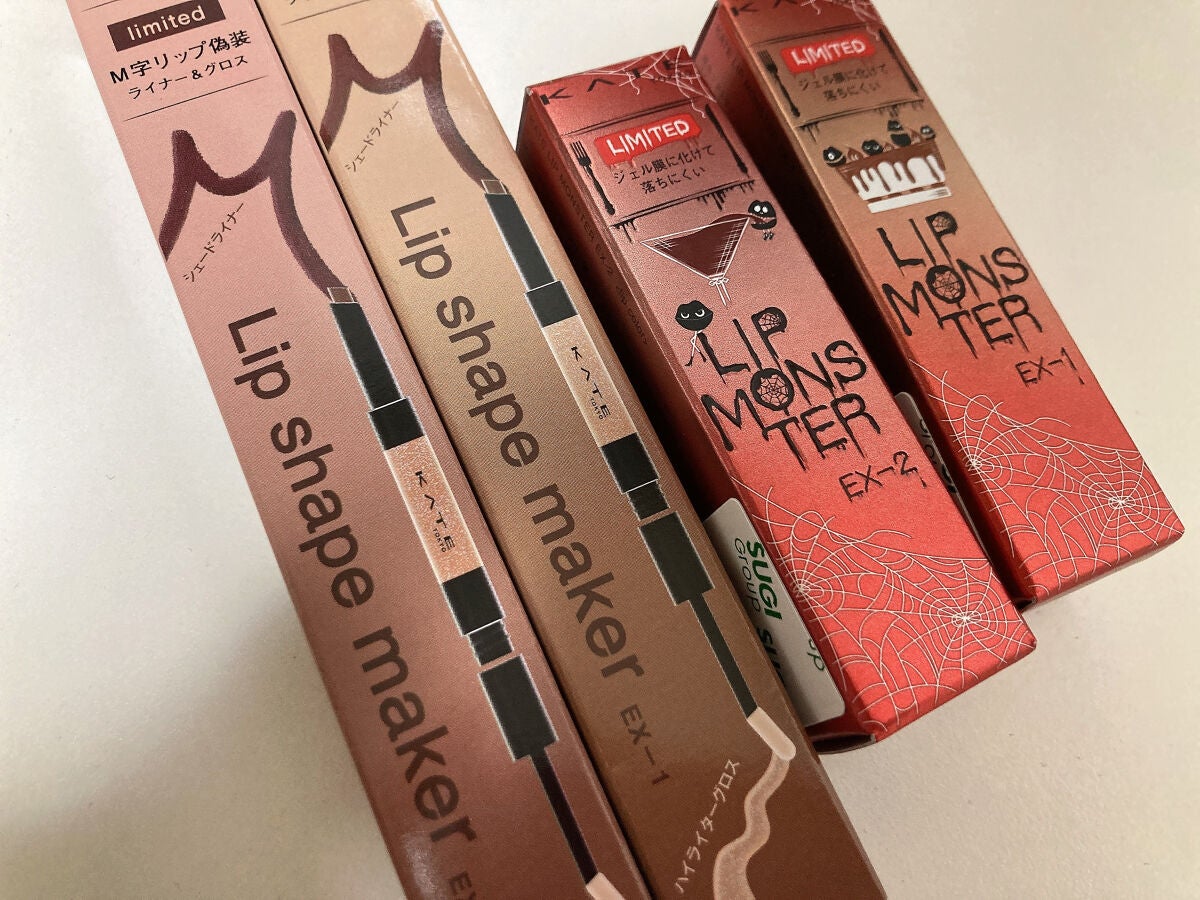 limited
M字リップ偽装
ライナー＆グロス
シェードライナー
Lip shape maker
KATE
TOKYO
シェードライナー
Lip shape maker EX-1
KATE
TOKYO
ハイライターグロス
KATE
LIMITED
ジェル膜に化けて
落ちにくい
LIP
MONS
TER
EX-2
SUGI
Group
LIMITED
ジェル膜に化けて
落ちにくい
LIP
MONS
TER
EX-1